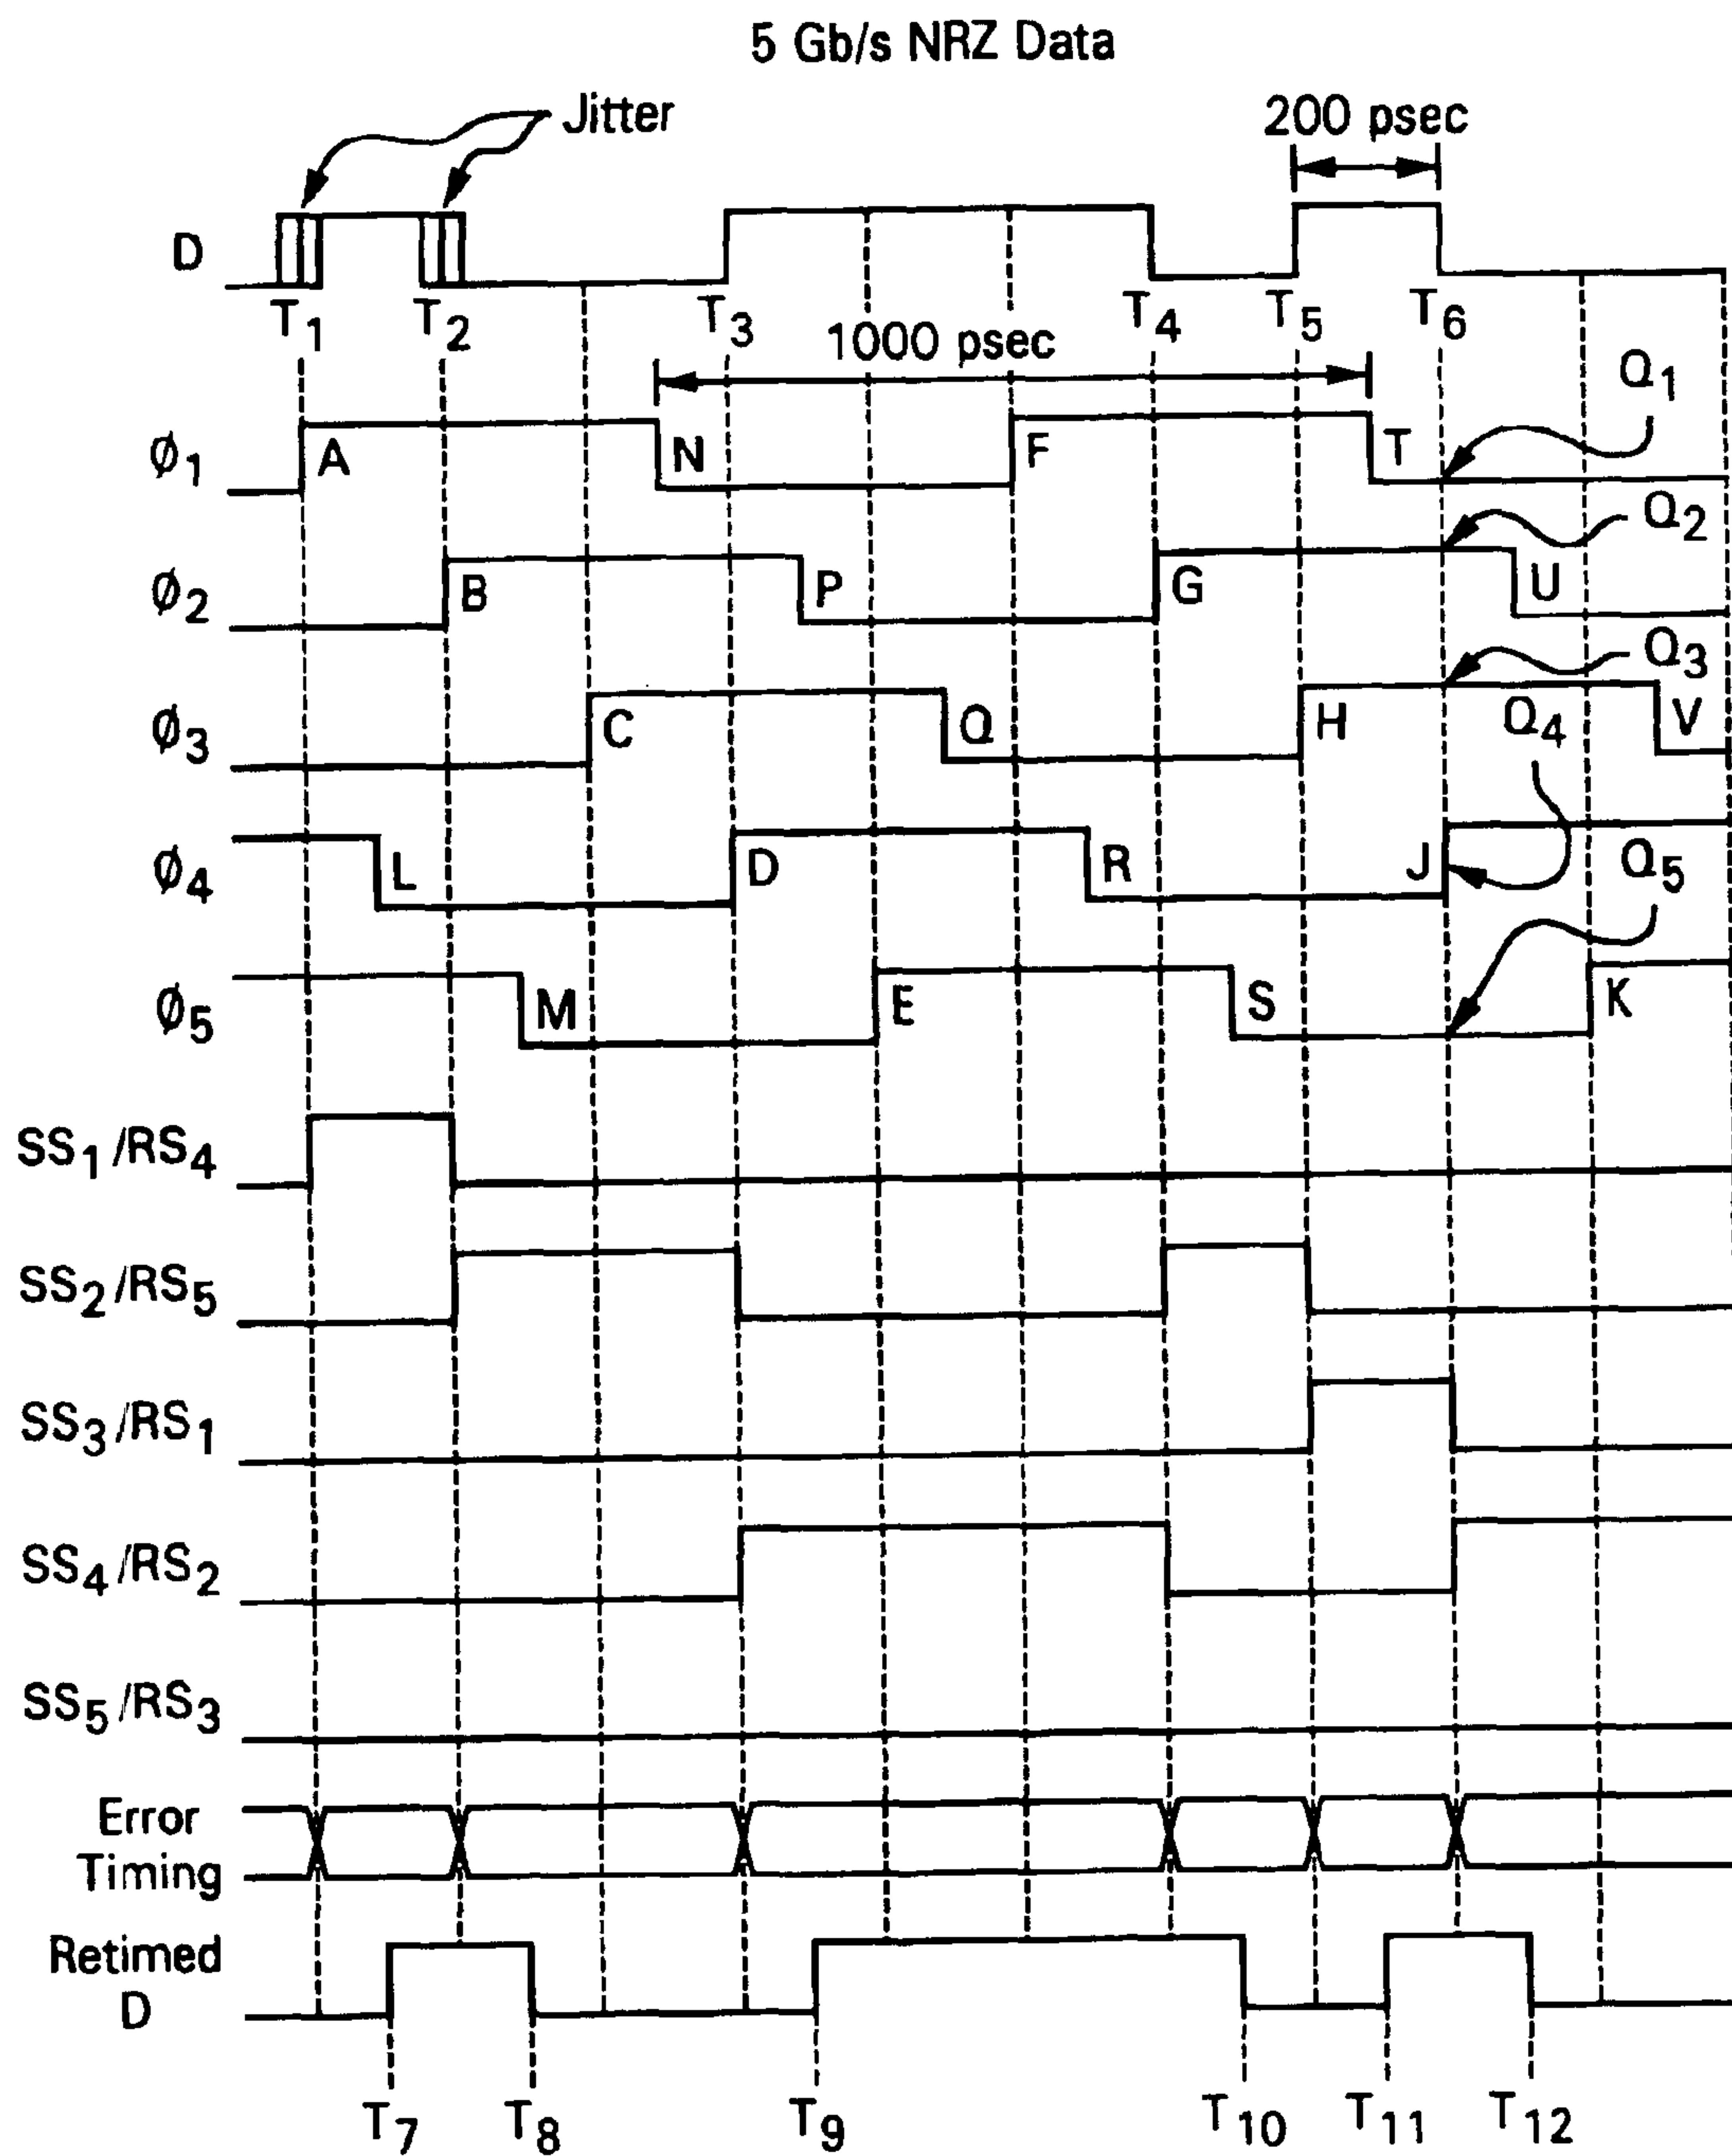 5 Gb/s NRZ Data
Jitter
200 psec
D
T1 T2 T3 T4 T5 T6
1000 psec
Q1
Ø1 A N F T
Q2
Ø2 B P G U
Q3
Ø3 C Q H V
Q4
Ø4 L D R J
Q5
Ø5 M E S K
SS1/RS4
SS2/RS5
SS3/RS1
SS4/RS2
SS5/RS3
Error
Timing
Retimed
D
T7 T8 T9 T10 T11 T12